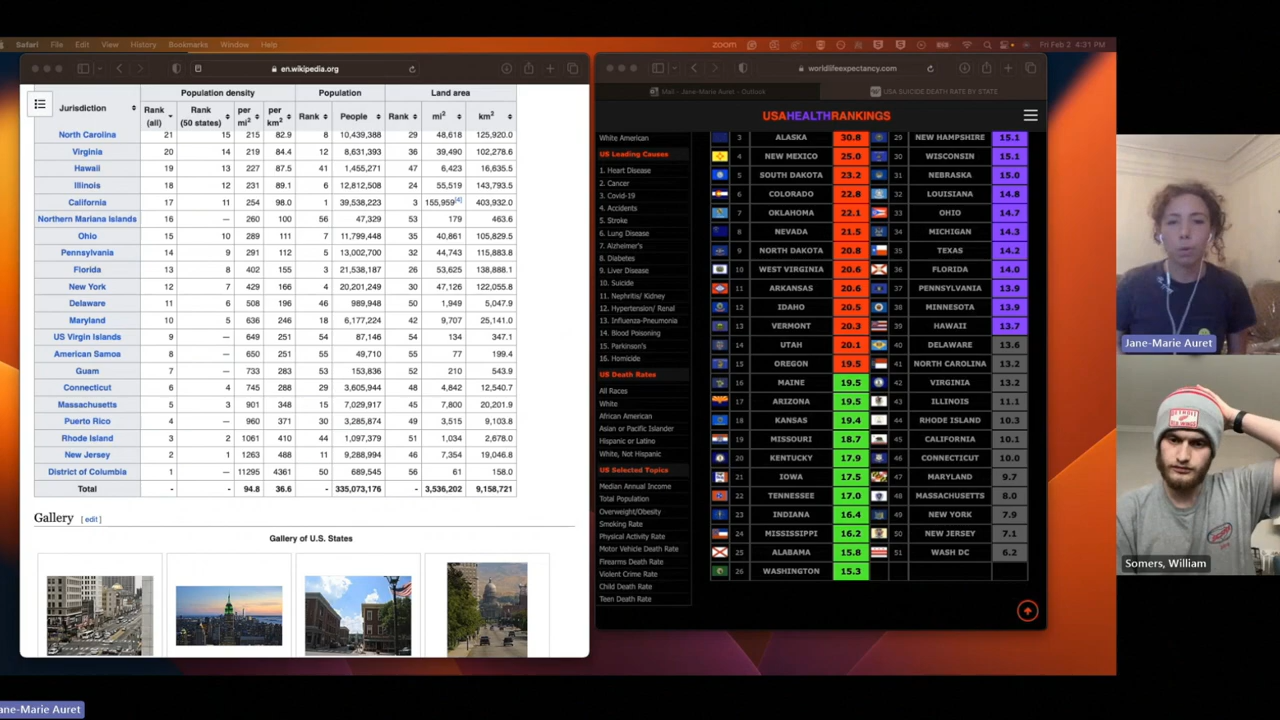 Safari File Edit View History Bookmarks Window Help
zoom Fri Feb 2 4:31 PM
en.wikipedia.org
Jurisdiction Population density Population Land area
Rank (all) Rank (50 states) per mi² per km² Rank People Rank mi² km²
North Carolina 21 15 215 82.9 8 10,439,388 29 48,618 125,920.0
Virginia 20 14 219 84.4 12 8,631,393 36 39,490 102,278.6
Hawaii 19 13 227 87.5 41 1,455,271 47 6,423 16,635.5
Illinois 18 12 231 89.1 6 12,812,508 24 55,519 143,793.5
California 17 11 254 98.0 1 39,538,223 3 155,959[4] 403,932.0
Northern Mariana Islands 16 — 260 100 56 47,329 53 179 463.6
Ohio 15 10 289 111 7 11,799,448 35 40,861 105,829.5
Pennsylvania 14 9 291 112 5 13,002,700 32 44,743 115,883.8
Florida 13 8 402 155 3 21,538,187 26 53,625 138,888.1
New York 12 7 429 166 4 20,201,249 30 47,126 122,055.8
Delaware 11 6 508 196 46 989,948 50 1,949 5,047.9
Maryland 10 5 636 246 18 6,177,224 42 9,707 25,141.0
US Virgin Islands 9 — 649 251 54 87,146 54 134 347.1
American Samoa 8 — 650 251 55 49,710 55 77 199.4
Guam 7 — 733 283 53 153,836 52 210 543.9
Connecticut 6 4 745 288 29 3,605,944 48 4,842 12,540.7
Massachusetts 5 3 901 348 15 7,029,917 45 7,800 20,201.9
Puerto Rico 4 — 960 371 30 3,285,874 49 3,515 9,103.8
Rhode Island 3 2 1061 410 44 1,097,379 51 1,034 2,678.0
New Jersey 2 1 1263 488 11 9,288,994 46 7,354 19,046.8
District of Columbia 1 — 11295 4361 50 689,545 56 61 158.0
Total - - 94.8 36.6 - 335,073,176 - 3,536,202 9,158,721
Gallery [ edit ]
Gallery of U.S. States
worldlifeexpectancy.com
Mail - Jane-Marie Auret - Outlook
USA SUICIDE DEATH RATE BY STATE
USAHEALTHRANKINGS
White American
US Leading Causes
1. Heart Disease
2. Cancer
3. Covid-19
4. Accidents
5. Stroke
6. Lung Disease
7. Alzheimer's
8. Diabetes
9. Liver Disease
10. Suicide
11. Nephritis/ Kidney
12. Hypertension/ Renal
13. Influenza-Pneumonia
14. Blood Poisoning
15. Parkinson's
16. Homicide
US Death Rates
All Races
White
African American
Asian or Pacific Islander
Hispanic or Latino
White, Not Hispanic
US Selected Topics
Median Annual Income
Total Population
Overweight/Obesity
Smoking Rate
Physical Activity Rate
Motor Vehicle Death Rate
Firearms Death Rate
Violent Crime Rate
Child Death Rate
Teen Death Rate
3 ALASKA 30.8 29 NEW HAMPSHIRE 15.1
4 NEW MEXICO 25.0 30 WISCONSIN 15.1
5 SOUTH DAKOTA 23.2 31 NEBRASKA 15.0
6 COLORADO 22.8 32 LOUISIANA 14.8
7 OKLAHOMA 22.1 33 OHIO 14.7
8 NEVADA 21.5 34 MICHIGAN 14.3
9 NORTH DAKOTA 20.8 35 TEXAS 14.2
10 WEST VIRGINIA 20.6 36 FLORIDA 14.0
11 ARKANSAS 20.6 37 PENNSYLVANIA 13.9
12 IDAHO 20.5 38 MINNESOTA 13.9
13 VERMONT 20.3 39 HAWAII 13.7
14 UTAH 20.1 40 DELAWARE 13.6
15 OREGON 19.5 41 NORTH CAROLINA 13.2
16 MAINE 19.5 42 VIRGINIA 13.2
17 ARIZONA 19.5 43 ILLINOIS 11.1
18 KANSAS 19.4 44 RHODE ISLAND 10.3
19 MISSOURI 18.7 45 CALIFORNIA 10.1
20 KENTUCKY 17.9 46 CONNECTICUT 10.0
21 IOWA 17.5 47 MARYLAND 9.7
22 TENNESSEE 17.0 48 MASSACHUSETTS 8.0
23 INDIANA 16.4 49 NEW YORK 7.9
24 MISSISSIPPI 16.2 50 NEW JERSEY 7.1
25 ALABAMA 15.8 51 WASH DC 6.2
26 WASHINGTON 15.3
Jane-Marie Auret
DETROIT
Somers, William
ane-Marie Auret